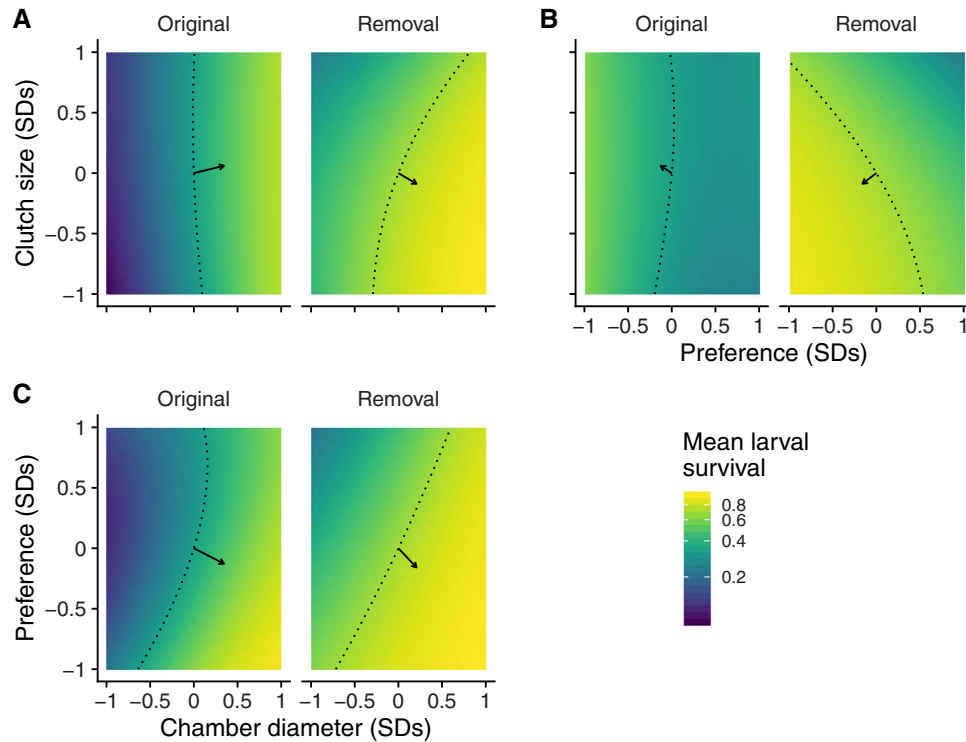 A
Original Removal
Clutch size (SDs)
1
0.5
0
−0.5
−1
B
Original Removal
−1 −0.5 0 0.5 1 −1 −0.5 0 0.5 1
Preference (SDs)
C
Original Removal
Preference (SDs)
1
0.5
0
−0.5
−1
−1 −0.5 0 0.5 1 −1 −0.5 0 0.5 1
Chamber diameter (SDs)
Mean larval
survival
0.8
0.6
0.4
0.2